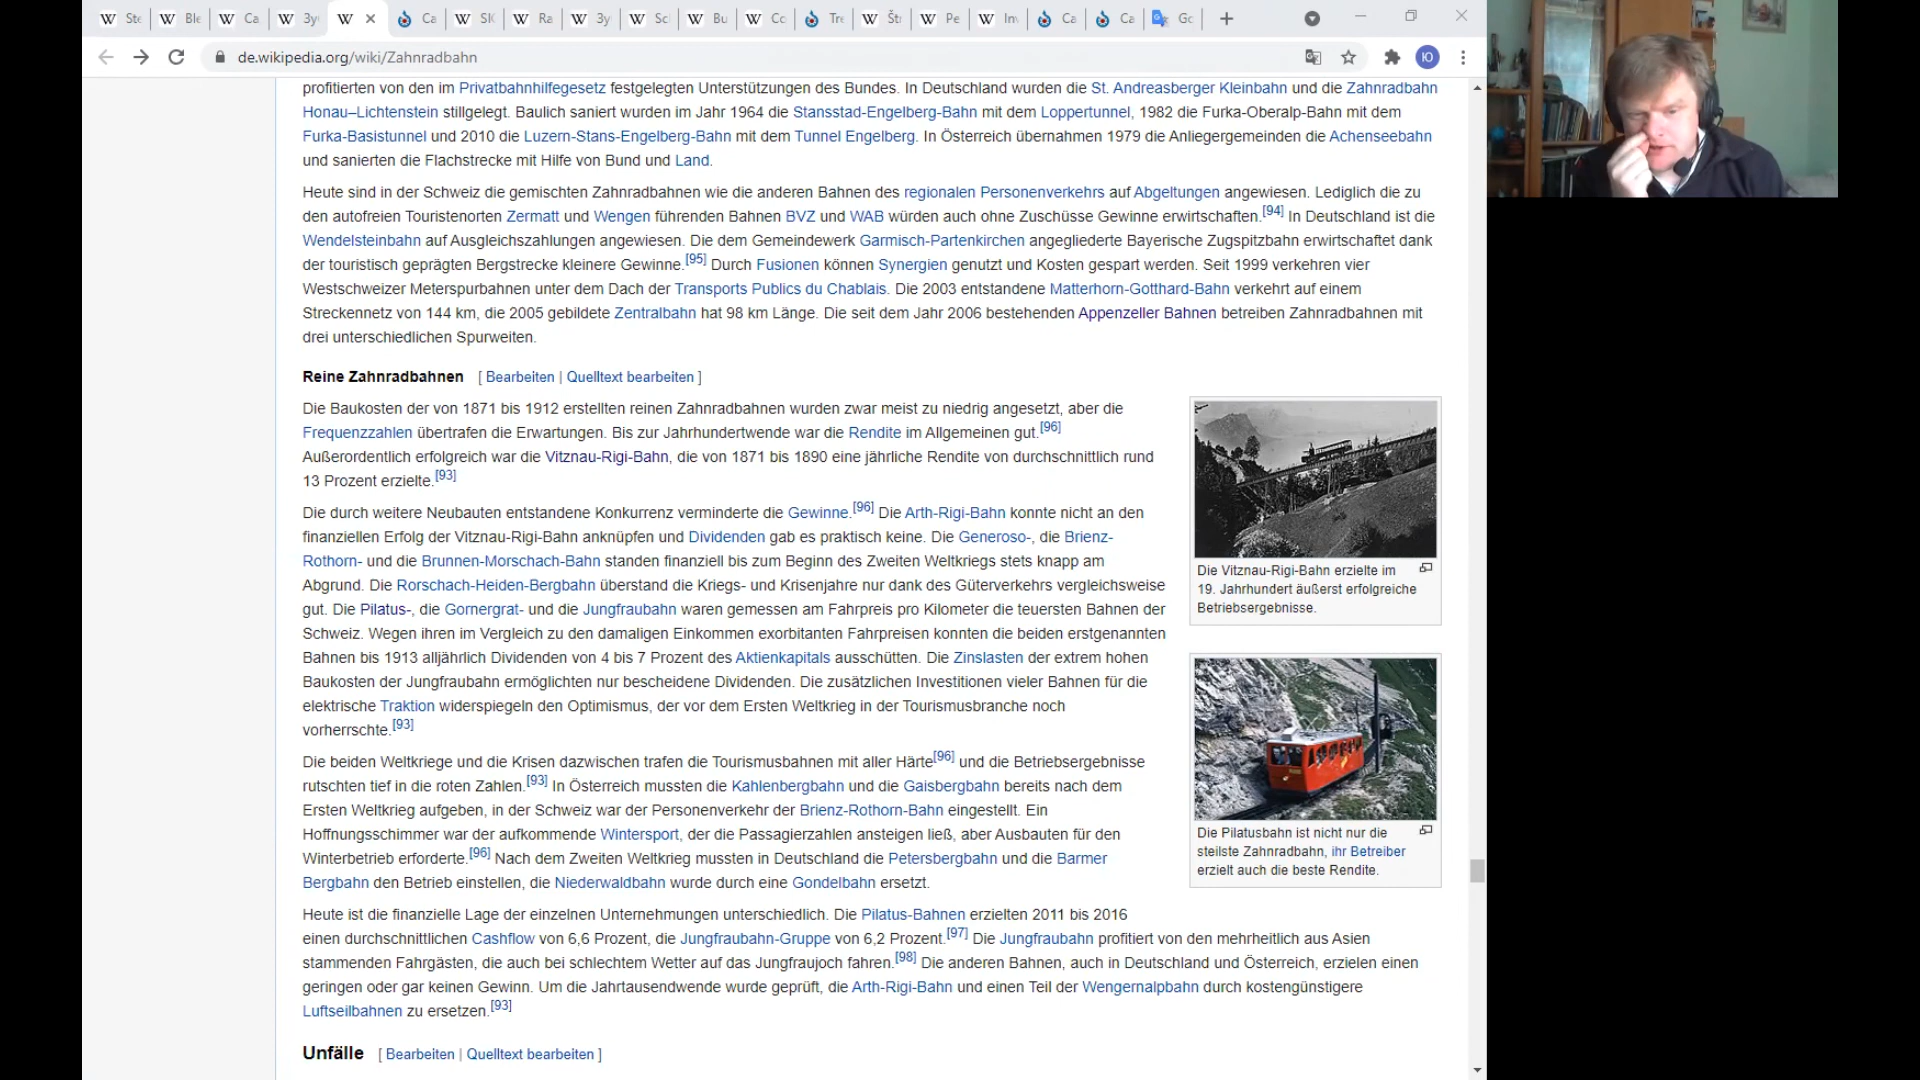 Ste
Ble
Ca
Зу
Ca
Ra
Зу
Sc
Bu
Co
Tre
Pe
Inv
Ca
Ca
Go
de.wikipedia.org/wiki/Zahnradbahn
Ю
profitierten von den im Privatbahnhilfegesetz festgelegten Unterstützungen des Bundes. In Deutschland wurden die St. Andreasberger Kleinbahn und die Zahnradbahn
Honau–Lichtenstein stillgelegt. Baulich saniert wurden im Jahr 1964 die Stansstad-Engelberg-Bahn mit dem Loppertunnel, 1982 die Furka-Oberalp-Bahn mit dem
Furka-Basistunnel und 2010 die Luzern-Stans-Engelberg-Bahn mit dem Tunnel Engelberg. In Österreich übernahmen 1979 die Anliegergemeinden die Achenseebahn
und sanierten die Flachstrecke mit Hilfe von Bund und Land.
Heute sind in der Schweiz die gemischten Zahnradbahnen wie die anderen Bahnen des regionalen Personenverkehrs auf Abgeltungen angewiesen. Lediglich die zu
den autofreien Touristenorten Zermatt und Wengen führenden Bahnen BVZ und WAB würden auch ohne Zuschüsse Gewinne erwirtschaften.[94] In Deutschland ist die
Wendelsteinbahn auf Ausgleichszahlungen angewiesen. Die dem Gemeindewerk Garmisch-Partenkirchen angegliederte Bayerische Zugspitzbahn erwirtschaftet dank
der touristisch geprägten Bergstrecke kleinere Gewinne.[95] Durch Fusionen können Synergien genutzt und Kosten gespart werden. Seit 1999 verkehren vier
Westschweizer Meterspurbahnen unter dem Dach der Transports Publics du Chablais. Die 2003 entstandene Matterhorn-Gotthard-Bahn verkehrt auf einem
Streckennetz von 144 km, die 2005 gebildete Zentralbahn hat 98 km Länge. Die seit dem Jahr 2006 bestehenden Appenzeller Bahnen betreiben Zahnradbahnen mit
drei unterschiedlichen Spurweiten.
Reine Zahnradbahnen [ Bearbeiten | Quelltext bearbeiten ]
Die Baukosten der von 1871 bis 1912 erstellten reinen Zahnradbahnen wurden zwar meist zu niedrig angesetzt, aber die
Frequenzzahlen übertrafen die Erwartungen. Bis zur Jahrhundertwende war die Rendite im Allgemeinen gut.[96]
Außerordentlich erfolgreich war die Vitznau-Rigi-Bahn, die von 1871 bis 1890 eine jährliche Rendite von durchschnittlich rund
13 Prozent erzielte.[93]
Die durch weitere Neubauten entstandene Konkurrenz verminderte die Gewinne.[96] Die Arth-Rigi-Bahn konnte nicht an den
finanziellen Erfolg der Vitznau-Rigi-Bahn anknüpfen und Dividenden gab es praktisch keine. Die Generoso-, die Brienz-
Rothorn- und die Brunnen-Morschach-Bahn standen finanziell bis zum Beginn des Zweiten Weltkriegs stets knapp am
Abgrund. Die Rorschach-Heiden-Bergbahn überstand die Kriegs- und Krisenjahre nur dank des Güterverkehrs vergleichsweise
gut. Die Pilatus-, die Gornergrat- und die Jungfraubahn waren gemessen am Fahrpreis pro Kilometer die teuersten Bahnen der
Schweiz. Wegen ihren im Vergleich zu den damaligen Einkommen exorbitanten Fahrpreisen konnten die beiden erstgenannten
Bahnen bis 1913 alljährlich Dividenden von 4 bis 7 Prozent des Aktienkapitals ausschütten. Die Zinslasten der extrem hohen
Baukosten der Jungfraubahn ermöglichten nur bescheidene Dividenden. Die zusätzlichen Investitionen vieler Bahnen für die
elektrische Traktion widerspiegeln den Optimismus, der vor dem Ersten Weltkrieg in der Tourismusbranche noch
vorherrschte.[93]
Die beiden Weltkriege und die Krisen dazwischen trafen die Tourismusbahnen mit aller Härte[96] und die Betriebsergebnisse
rutschten tief in die roten Zahlen.[93] In Österreich mussten die Kahlenbergbahn und die Gaisbergbahn bereits nach dem
Ersten Weltkrieg aufgeben, in der Schweiz war der Personenverkehr der Brienz-Rothorn-Bahn eingestellt. Ein
Hoffnungsschimmer war der aufkommende Wintersport, der die Passagierzahlen ansteigen ließ, aber Ausbauten für den
Winterbetrieb erforderte.[96] Nach dem Zweiten Weltkrieg mussten in Deutschland die Petersbergbahn und die Barmer
Bergbahn den Betrieb einstellen, die Niederwaldbahn wurde durch eine Gondelbahn ersetzt.
Heute ist die finanzielle Lage der einzelnen Unternehmungen unterschiedlich. Die Pilatus-Bahnen erzielten 2011 bis 2016
einen durchschnittlichen Cashflow von 6,6 Prozent, die Jungfraubahn-Gruppe von 6,2 Prozent.[97] Die Jungfraubahn profitiert von den mehrheitlich aus Asien
stammenden Fahrgästen, die auch bei schlechtem Wetter auf das Jungfraujoch fahren.[98] Die anderen Bahnen, auch in Deutschland und Österreich, erzielen einen
geringen oder gar keinen Gewinn. Um die Jahrtausendwende wurde geprüft, die Arth-Rigi-Bahn und einen Teil der Wengernalpbahn durch kostengünstigere
Luftseilbahnen zu ersetzen.[93]
Die Vitznau-Rigi-Bahn erzielte im
19. Jahrhundert äußerst erfolgreiche
Betriebsergebnisse.
Die Pilatusbahn ist nicht nur die
steilste Zahnradbahn, ihr Betreiber
erzielt auch die beste Rendite.
Unfälle [ Bearbeiten | Quelltext bearbeiten ]